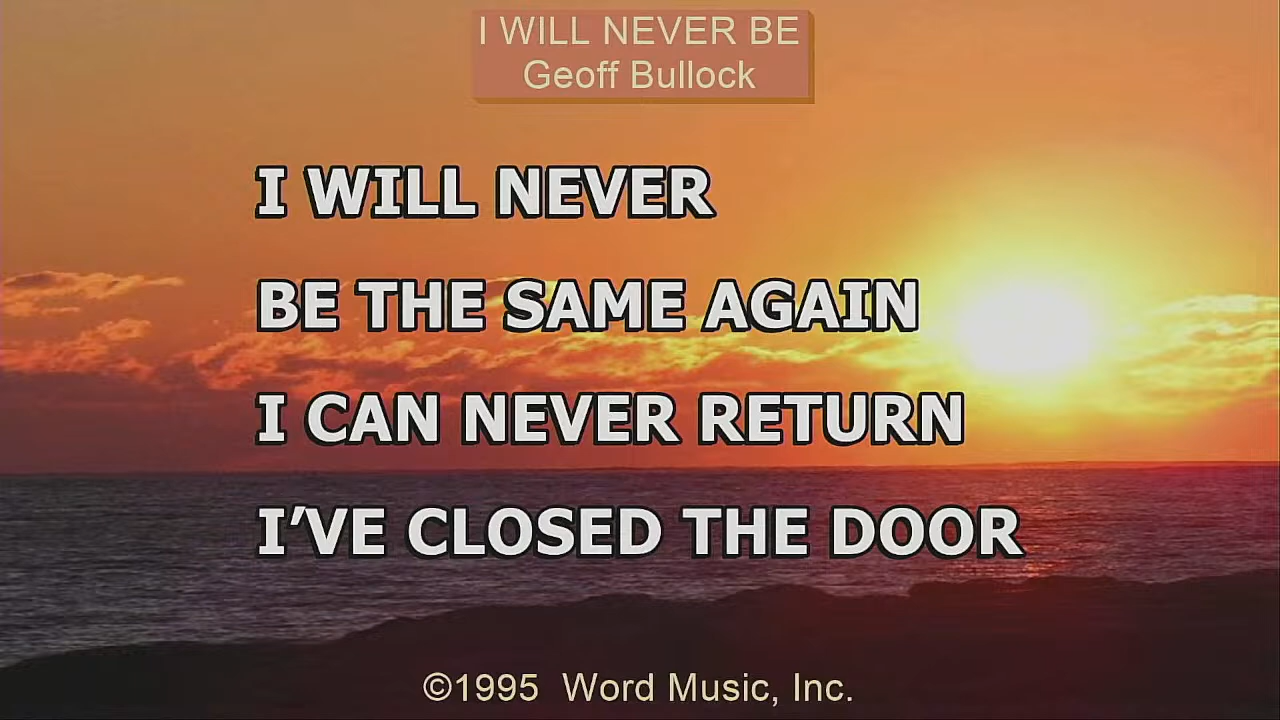 I WILL NEVER BE
Geoff Bullock
I WILL NEVER
BE THE SAME AGAIN
I CAN NEVER RETURN
I’VE CLOSED THE DOOR
©1995  Word Music, Inc.